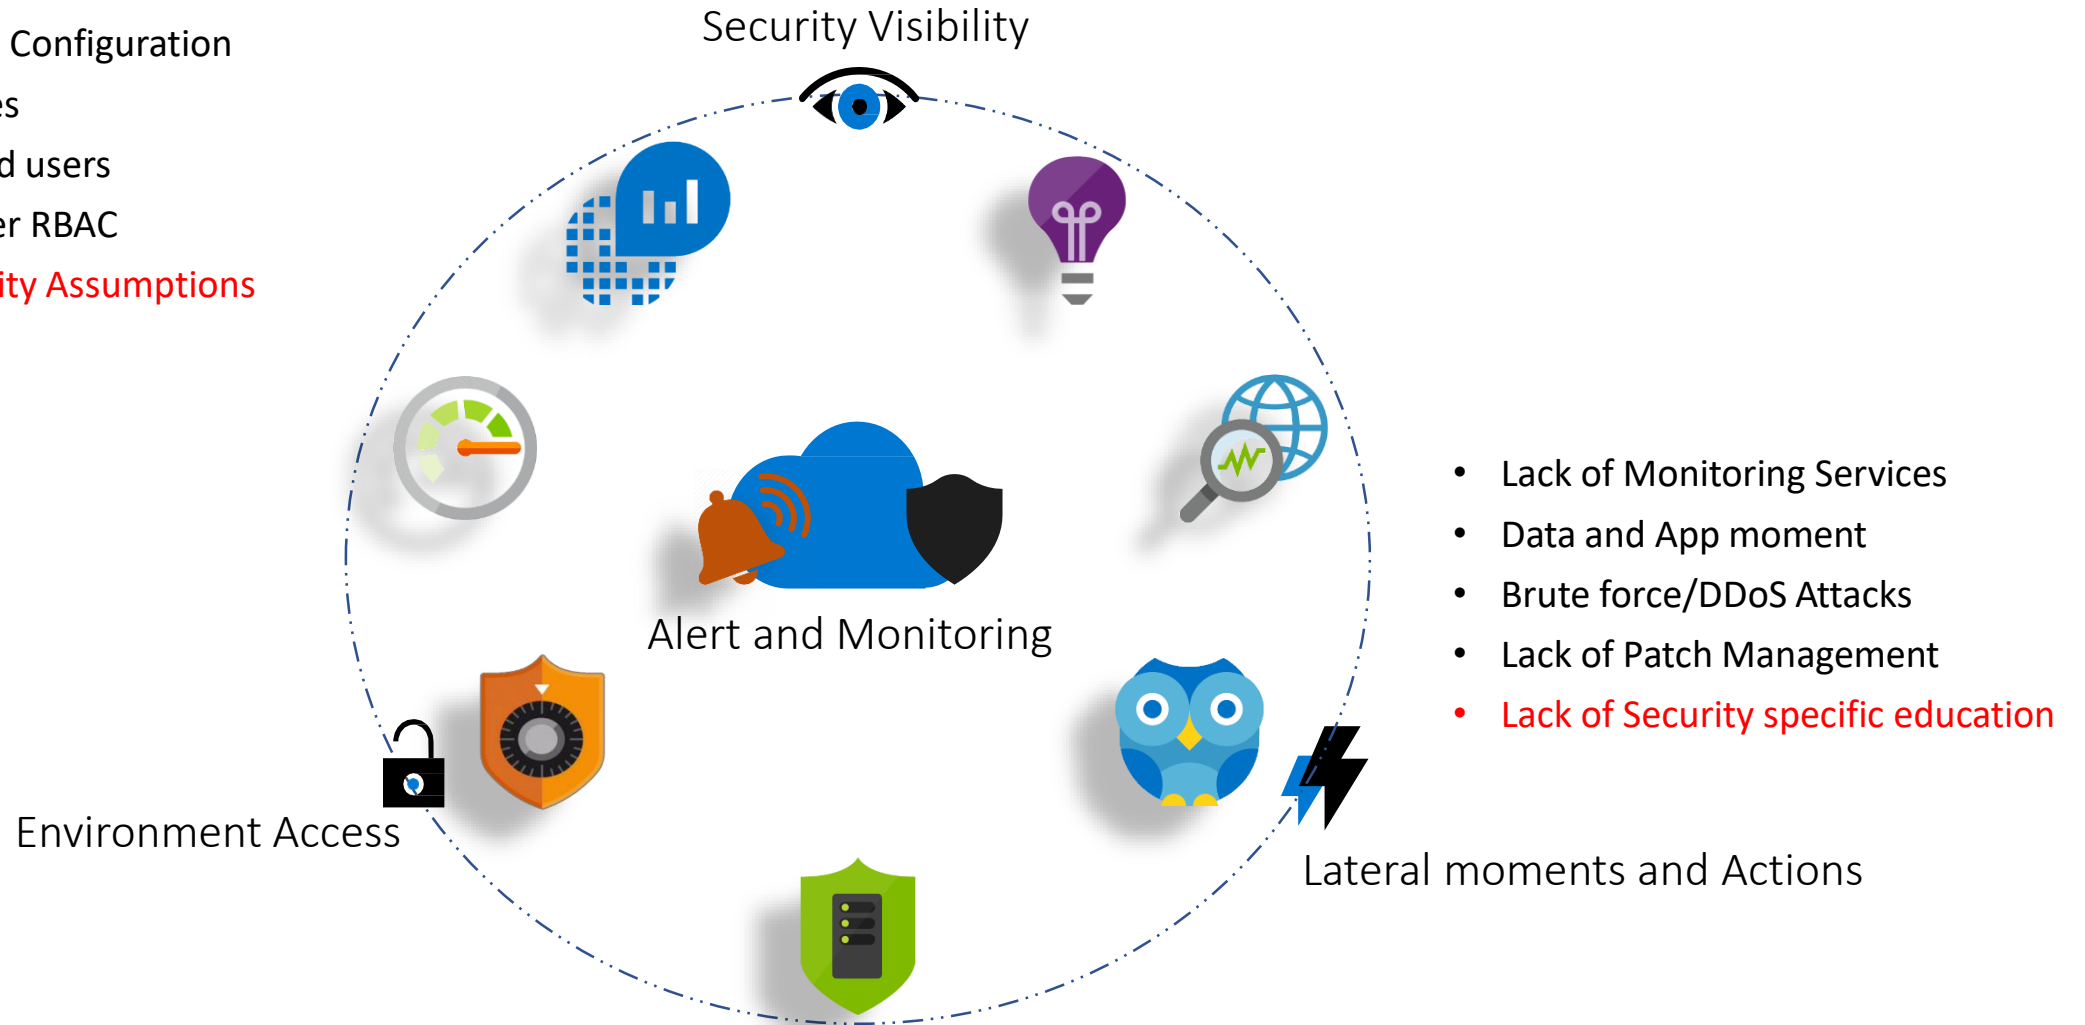 Security Visibility
Configuration
es
d users
er RBAC
ity Assumptions
• Lack of Monitoring Services
• Data and App moment
• Brute force/DDoS Attacks
• Lack of Patch Management
• Lack of Security specific education
Alert and Monitoring
Environment Access
Lateral moments and Actions